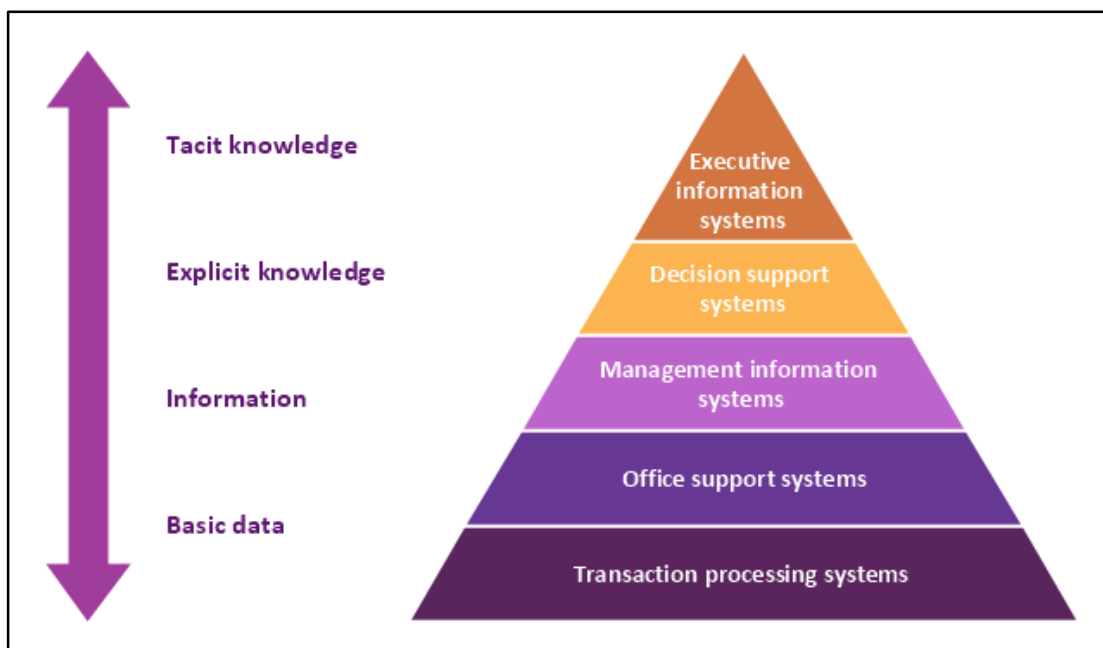 Tacit knowledge
Explicit knowledge
Information
Basic data
Executive
information
systems
Decision support
systems
Management information
systems
Office support systems
Transaction processing systems